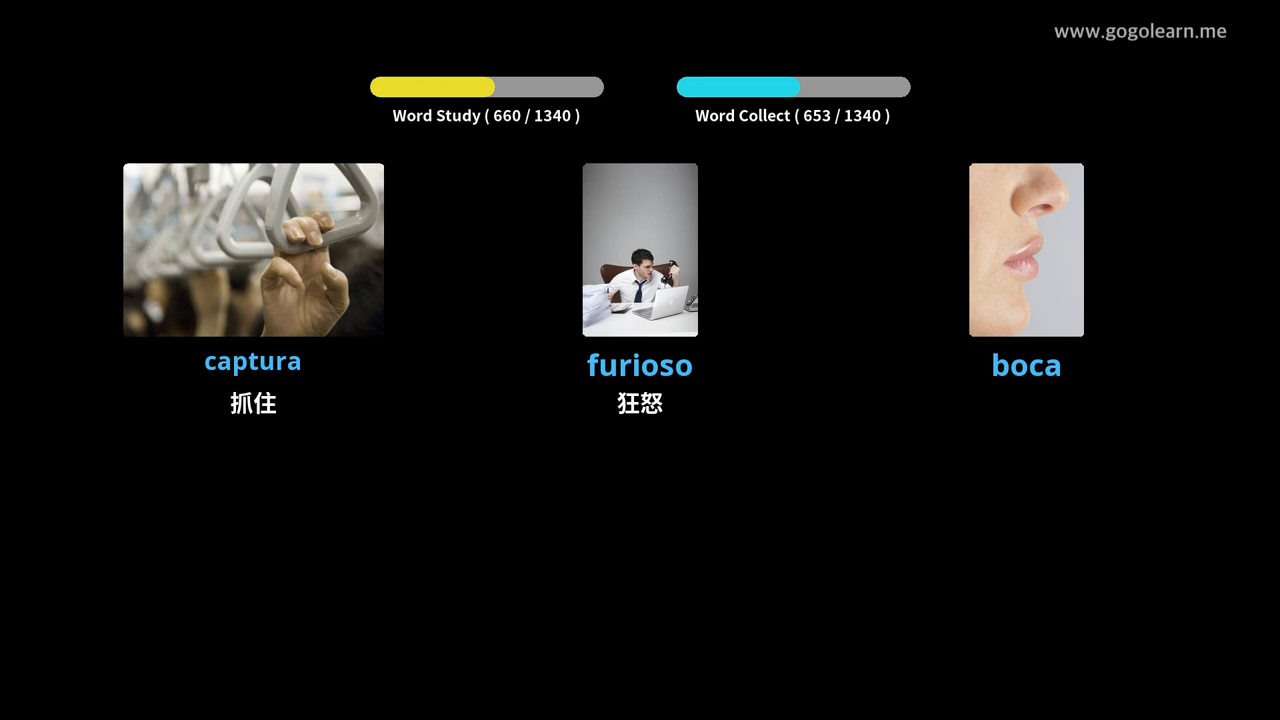 www.gogolearn.me
Word Study ( 660 / 1340 )
Word Collect ( 653 / 1340 )
captura
furioso
boca
抓住
狂怒